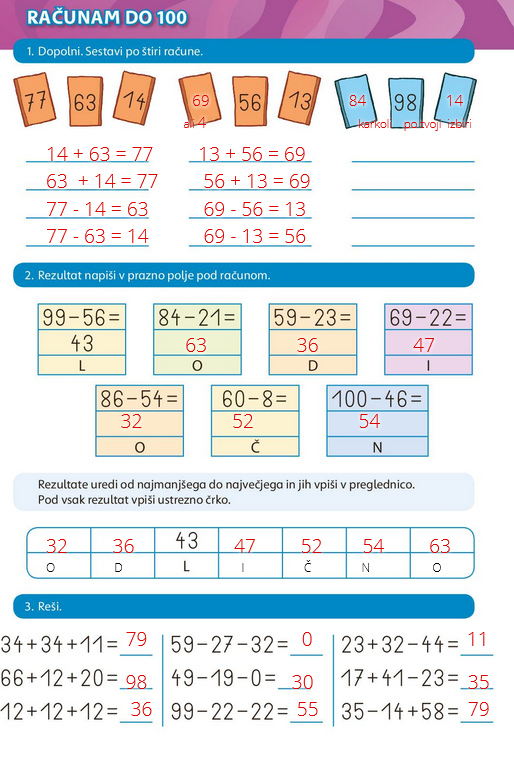 RAČUNAM DO 100
1. Dopolni. Sestavi po štiri račune.
77 63 14 69 56 13 84 98 14
ali 4 karkoli po tvoji izbiri
14 + 63 = 77 13 + 56 = 69
63 + 14 = 77 56 + 13 = 69
77 - 14 = 63 69 - 56 = 13
77 - 63 = 14 69 - 13 = 56
2. Rezultat napiši v prazno polje pod računom.
99-56= 84-21= 59-23= 69-22=
43 63 36 47
L O D I
86-54= 60-8= 100-46=
32 52 54
O Č N
Rezultate uredi od najmanjšega do največjega in jih vpiši v preglednico.
Pod vsak rezultat vpiši ustrezno črko.
32 36 43 47 52 54 63
O D L I Č N O
3. Reši.
34+34+11= 79 59-27-32= 0 23+32-44= 11
66+12+20= 98 49-19-0= 30 17+41-23= 35
12+12+12= 36 99-22-22= 55 35-14+58= 79